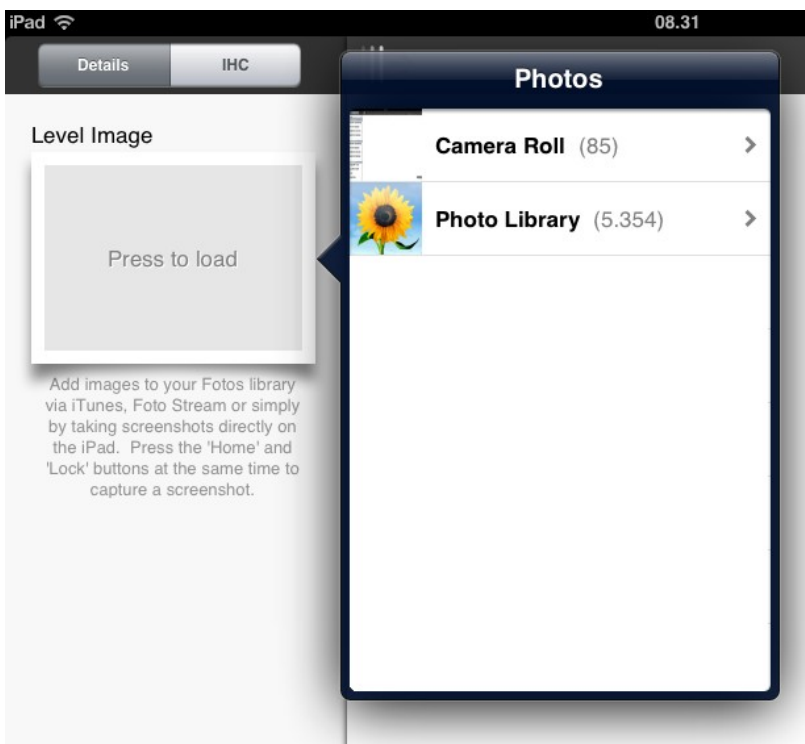 iPad
08.31
Details
IHC
Photos
Level Image
Camera Roll (85)
Photo Library (5.354)
Press to load
Add images to your Fotos library
via iTunes, Foto Stream or simply
by taking screenshots directly on
the iPad. Press the 'Home' and
'Lock' buttons at the same time to
capture a screenshot.